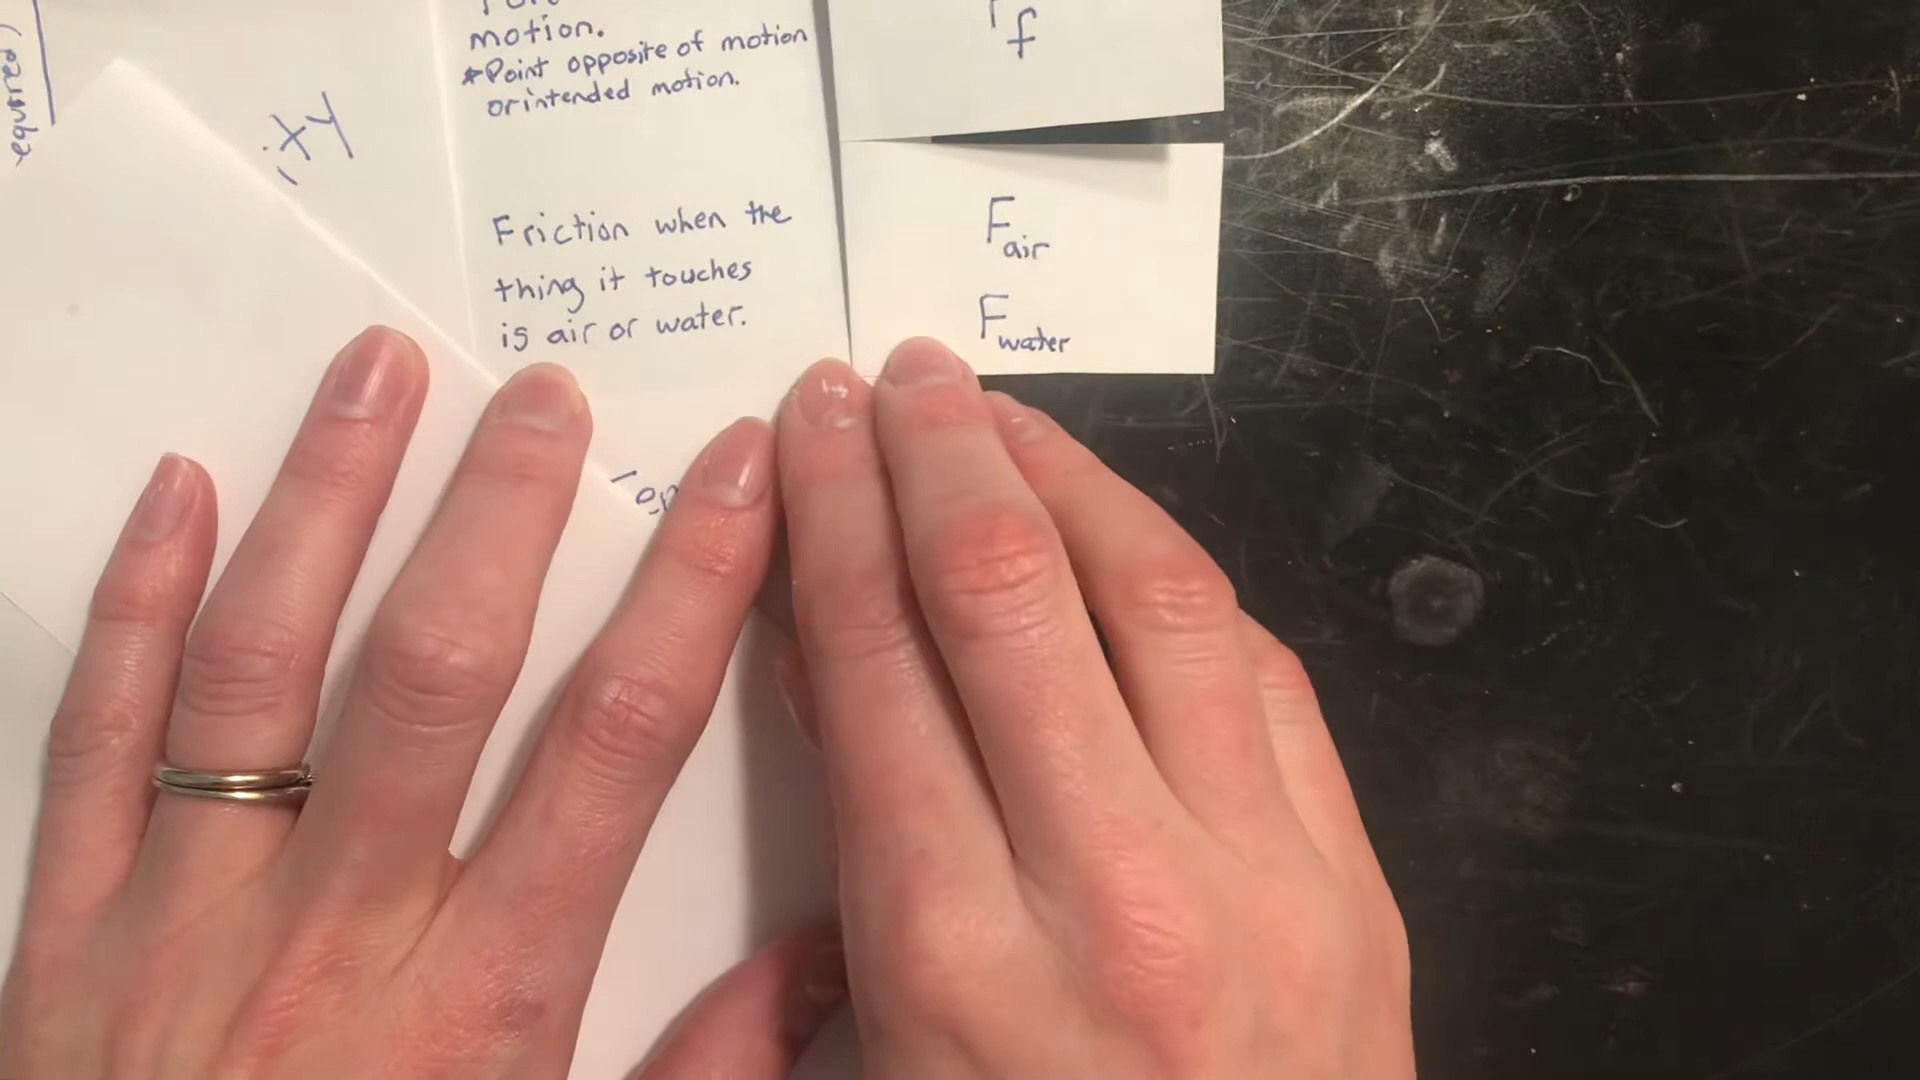 motion.
*Point opposite of motion
or intended motion.
Friction when the
thing it touches
is air or water.
F
f
F
air
F
water